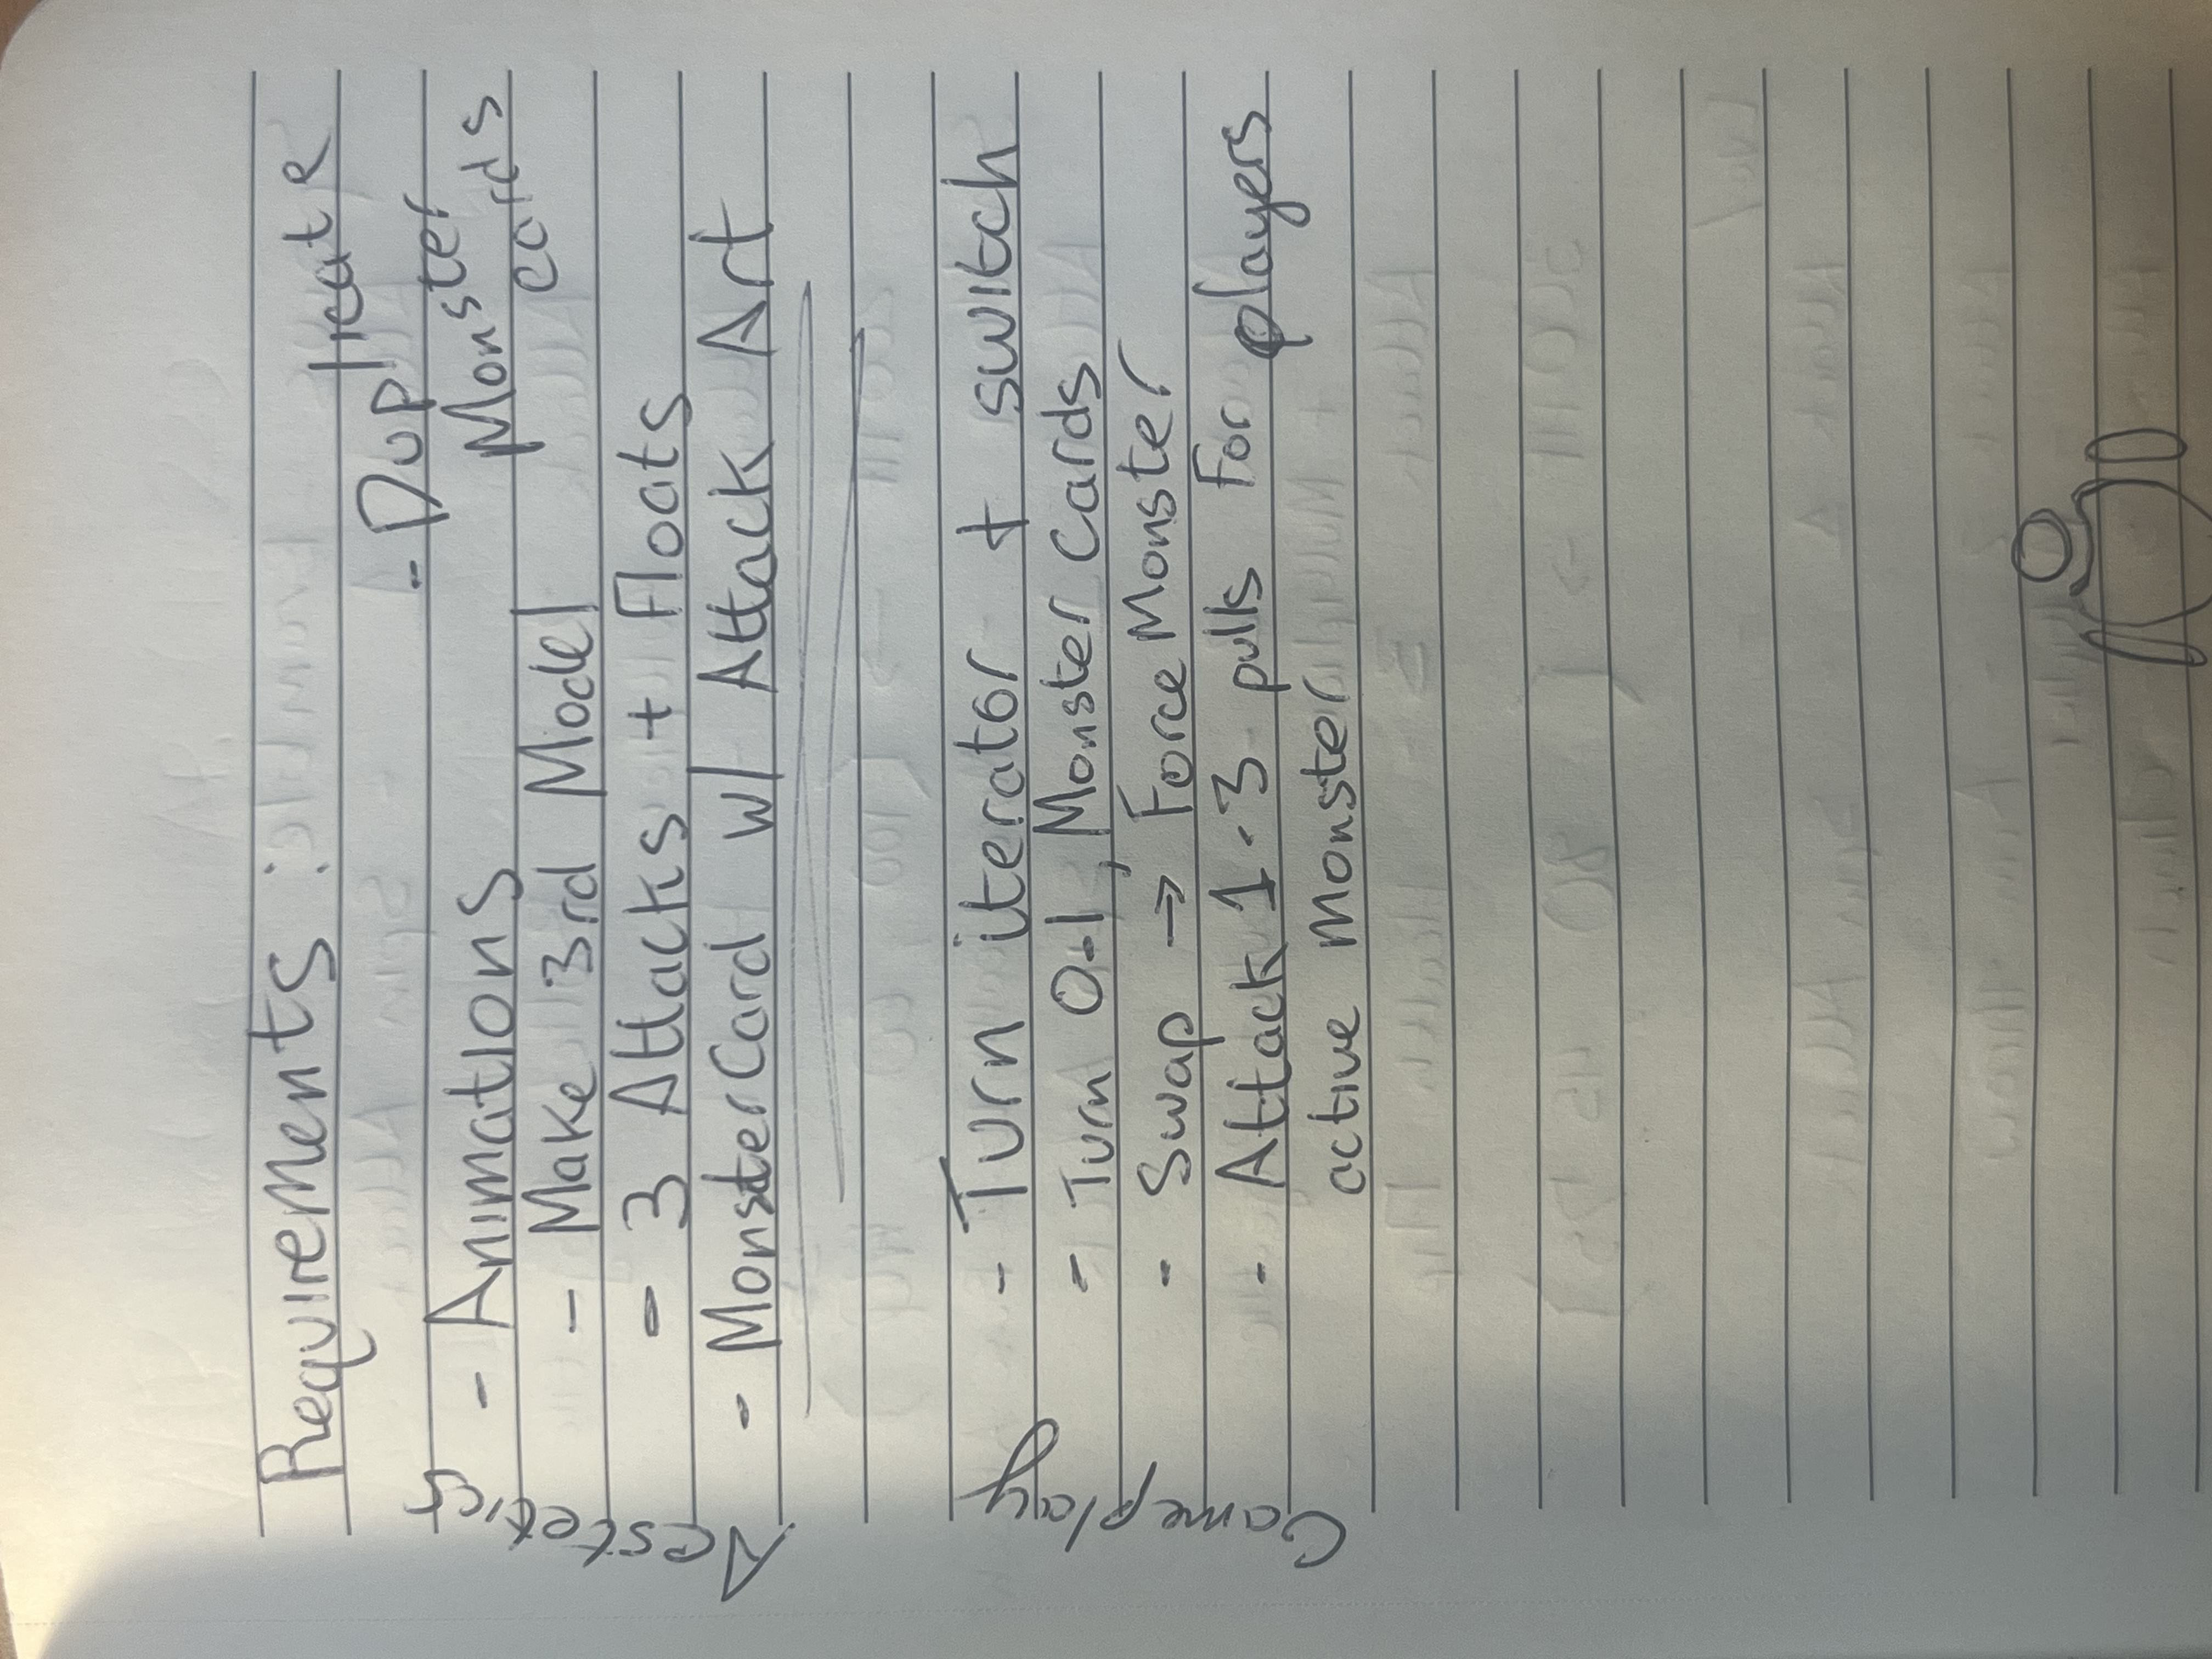 Requirements :
- Duplicate
Monster
cards
Aestetics
- Animations
- Make 3rd Model
- 3 Attacks + Floats
- MonsterCard w/ Attack Art
Gameplay
- Turn iterator + switch
- Turn 0-1, Monster Cards
- Swap → Force Monster
- Attack 1-3 pulls for players
active monster